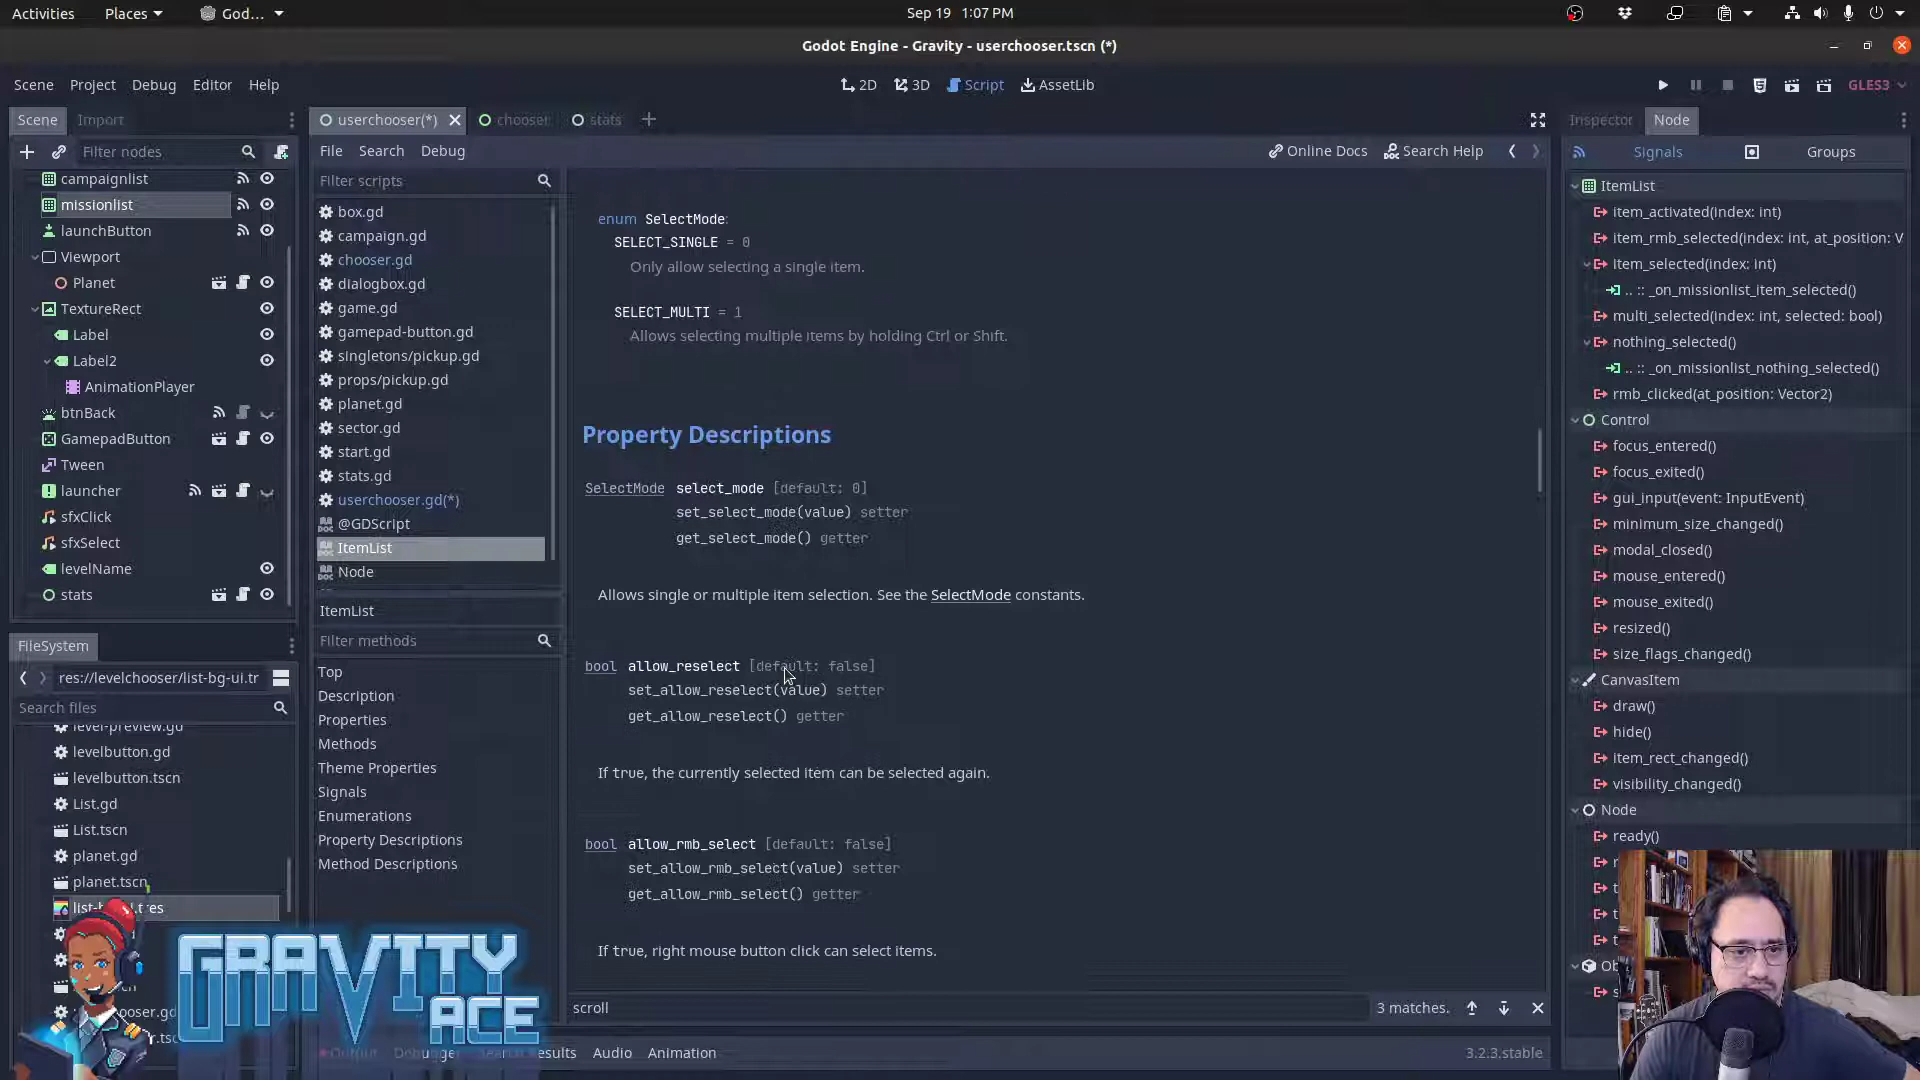 Activities
Places
God...
Sep 19 1:07 PM
Godot Engine - Gravity - userchooser.tscn (*)
Scene
Project
Debug
Editor
Help
2D
3D
Script
AssetLib
GLES3
Scene
Import
Filter nodes
campaignlist
missionlist
launchButton
Viewport
Planet
TextureRect
Label
Label2
AnimationPlayer
btnBack
GamepadButton
Tween
launcher
sfxClick
sfxSelect
levelName
stats
FileSystem
res://levelchooser/list-bg-ui.tr
Search files
level-preview.gd
levelbutton.gd
levelbutton.tscn
List.gd
List.tscn
planet.gd
planet.tscn
userchooser(*)
chooser
stats
File
Search
Debug
Online Docs
Search Help
Filter scripts
box.gd
campaign.gd
chooser.gd
dialogbox.gd
game.gd
gamepad-button.gd
singletons/pickup.gd
props/pickup.gd
planet.gd
sector.gd
start.gd
stats.gd
userchooser.gd(*)
@GDScript
ItemList
Node
ItemList
Filter methods
Top
Description
Properties
Methods
Theme Properties
Signals
Enumerations
Property Descriptions
Method Descriptions
enum SelectMode:
SELECT_SINGLE = 0
Only allow selecting a single item.
SELECT_MULTI = 1
Allows selecting multiple items by holding Ctrl or Shift.
Property Descriptions
SelectMode select_mode [default: 0]
set_select_mode(value) setter
get_select_mode() getter
Allows single or multiple item selection. See the SelectMode constants.
bool allow_reselect [default: false]
set_allow_reselect(value) setter
get_allow_reselect() getter
If true, the currently selected item can be selected again.
bool allow_rmb_select [default: false]
set_allow_rmb_select(value) setter
get_allow_rmb_select() getter
If true, right mouse button click can select items.
scroll
3 matches.
Output
Results
Audio
Animation
3.2.3.stable
Inspector
Node
Signals
Groups
ItemList
item_activated(index: int)
item_rmb_selected(index: int, at_position: V
item_selected(index: int)
.. :: _on_missionlist_item_selected()
multi_selected(index: int, selected: bool)
nothing_selected()
.. :: _on_missionlist_nothing_selected()
rmb_clicked(at_position: Vector2)
Control
focus_entered()
focus_exited()
gui_input(event: InputEvent)
minimum_size_changed()
modal_closed()
mouse_entered()
mouse_exited()
resized()
size_flags_changed()
CanvasItem
draw()
hide()
item_rect_changed()
visibility_changed()
Node
ready()
GRAVITY
ACE